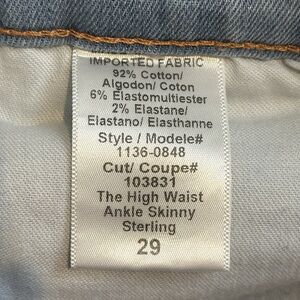 IMPORTED FABRIC
92% Cotton/
Algodon/ Coton
6% Elastomultiester
2% Elastane/
Elastano/ Elasthanne
Style / Modele#
1136-0848
Cut/ Coupe#
103831
The High Waist
Ankle Skinny
Sterling
29